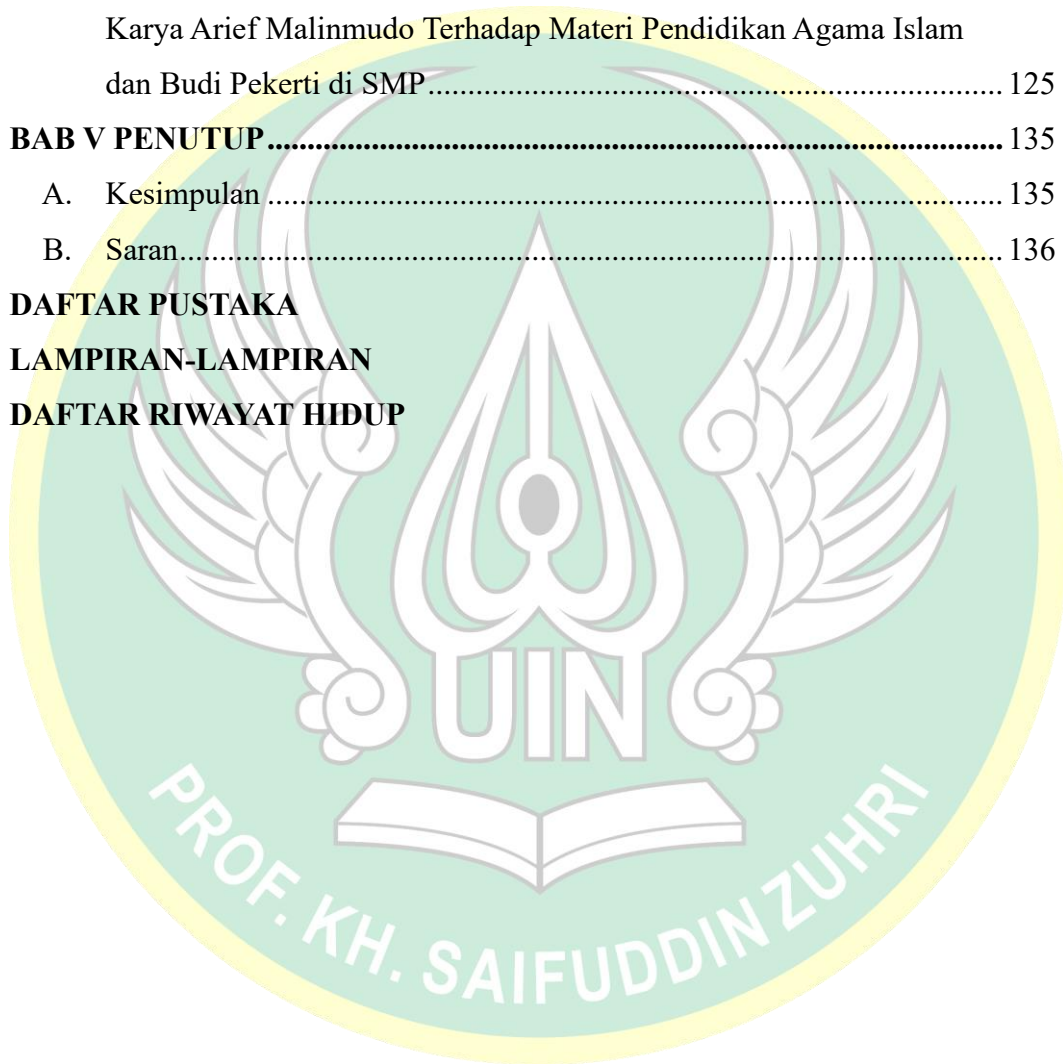 Karya Arief Malinmudo Terhadap Materi Pendidikan Agama Islam
dan Budi Pekerti di SMP.......................................................................... 125
BAB V PENUTUP............................................................................................... 135
A. Kesimpulan ............................................................................................... 135
B. Saran.......................................................................................................... 136
DAFTAR PUSTAKA
LAMPIRAN-LAMPIRAN
DAFTAR RIWAYAT HIDUP
UIN
PROF. KH. SAIFUDDIN ZUHRI